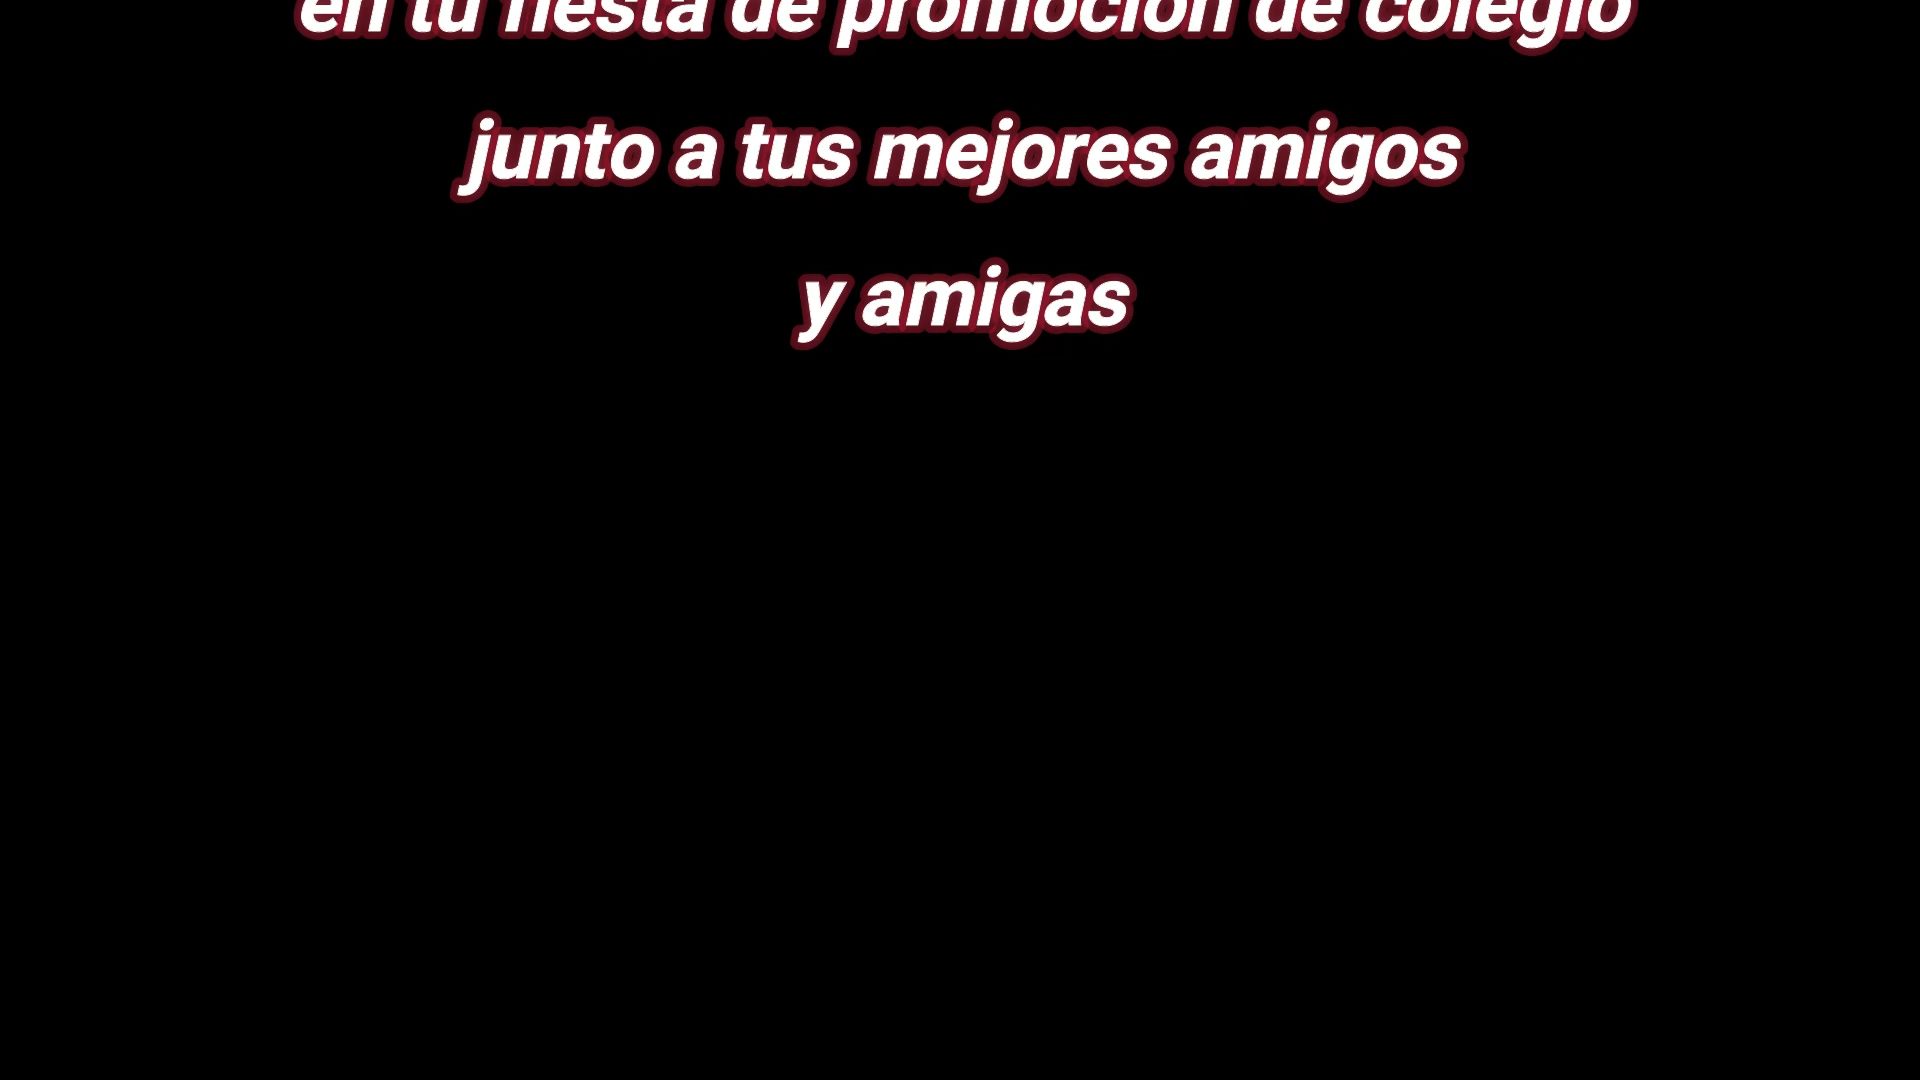 en tu fiesta de promoción de colegio
junto a tus mejores amigos
y amigas